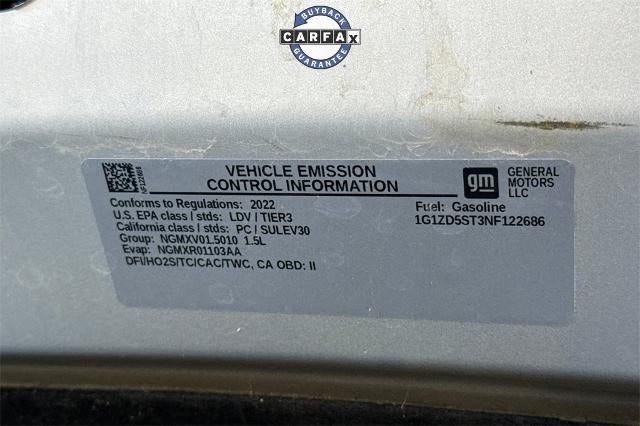 BUYBACK
CARFAX
GUARANTEE
VEHICLE EMISSION
CONTROL INFORMATION
gm
GENERAL
MOTORS
LLC
Conforms to Regulations: 2022
U.S. EPA class / stds: LDV / TIER3
California class / stds: PC / SULEV30
Group: NGMXV01.5010 1.5L
Evap: NGMXR01103AA
DFI/HO2S/TC/CAC/TWC, CA OBD: II
Fuel: Gasoline
1G1ZD5ST3NF122686